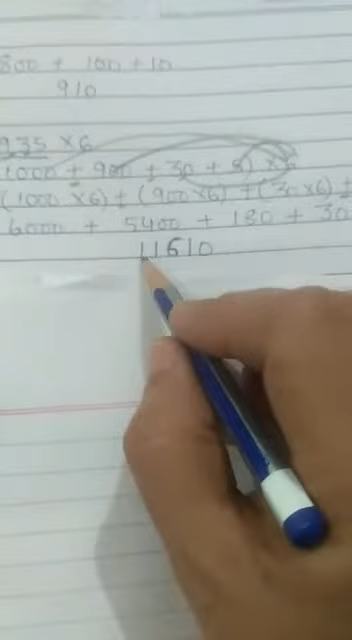 800 + 100 + 10
910
935 × 6
1000 + 900 + 30 + 5) × 6
(1000 × 6) + (900 × 6) + (30 × 6) +
6000 + 5400 + 180 + 30
11610